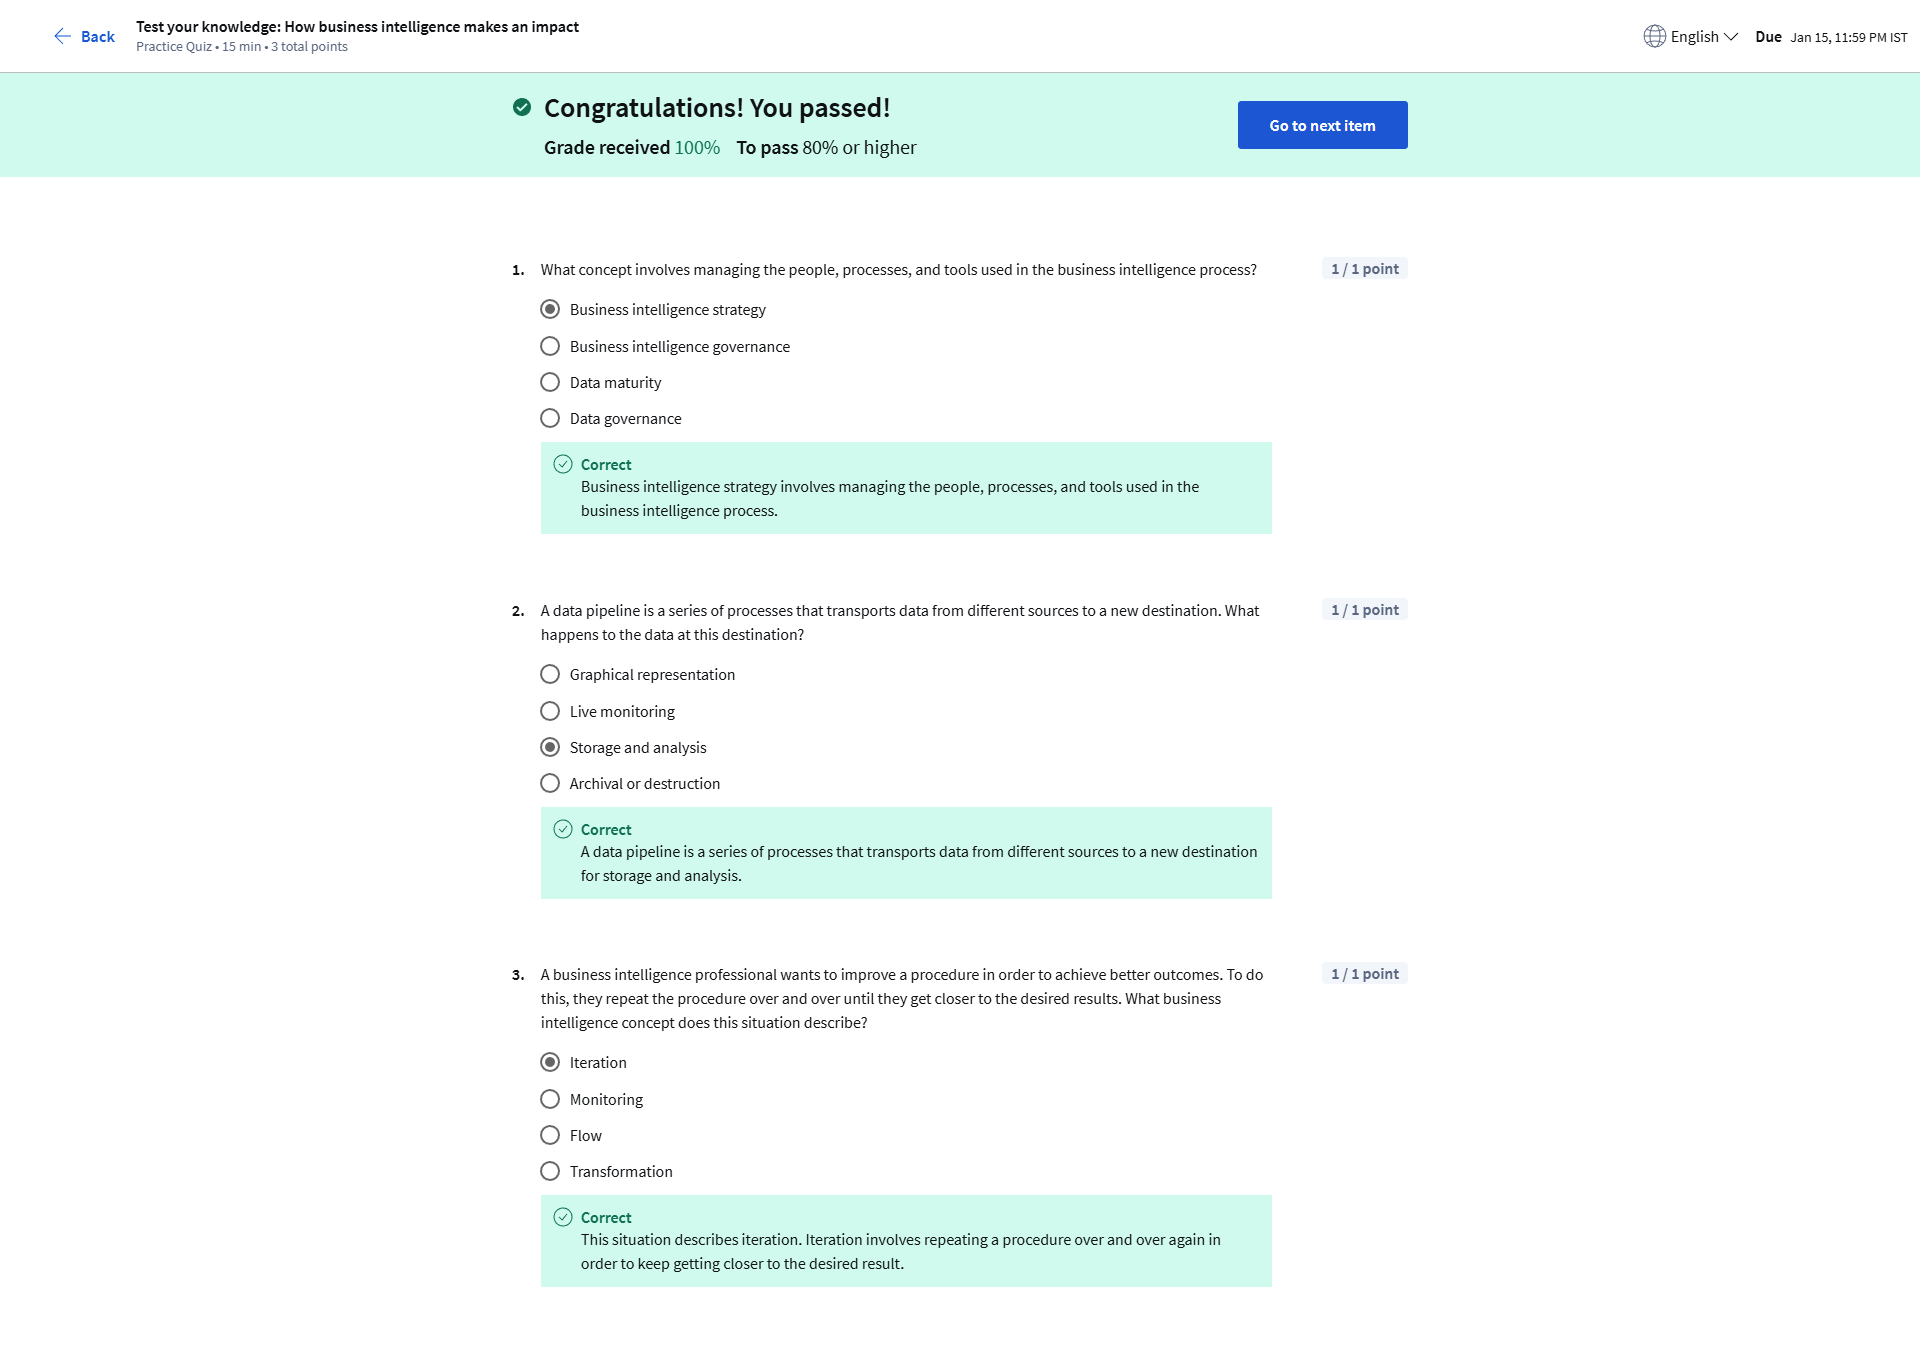 Back
Test your knowledge: How business intelligence makes an impact
Practice Quiz • 15 min • 3 total points
English
Due Jan 15, 11:59 PM IST
Congratulations! You passed!
Grade received 100% To pass 80% or higher
Go to next item
1. What concept involves managing the people, processes, and tools used in the business intelligence process?
1 / 1 point
Business intelligence strategy
Business intelligence governance
Data maturity
Data governance
Correct
Business intelligence strategy involves managing the people, processes, and tools used in the
business intelligence process.
2. A data pipeline is a series of processes that transports data from different sources to a new destination. What
happens to the data at this destination?
1 / 1 point
Graphical representation
Live monitoring
Storage and analysis
Archival or destruction
Correct
A data pipeline is a series of processes that transports data from different sources to a new destination
for storage and analysis.
3. A business intelligence professional wants to improve a procedure in order to achieve better outcomes. To do
this, they repeat the procedure over and over until they get closer to the desired results. What business
intelligence concept does this situation describe?
1 / 1 point
Iteration
Monitoring
Flow
Transformation
Correct
This situation describes iteration. Iteration involves repeating a procedure over and over again in
order to keep getting closer to the desired result.